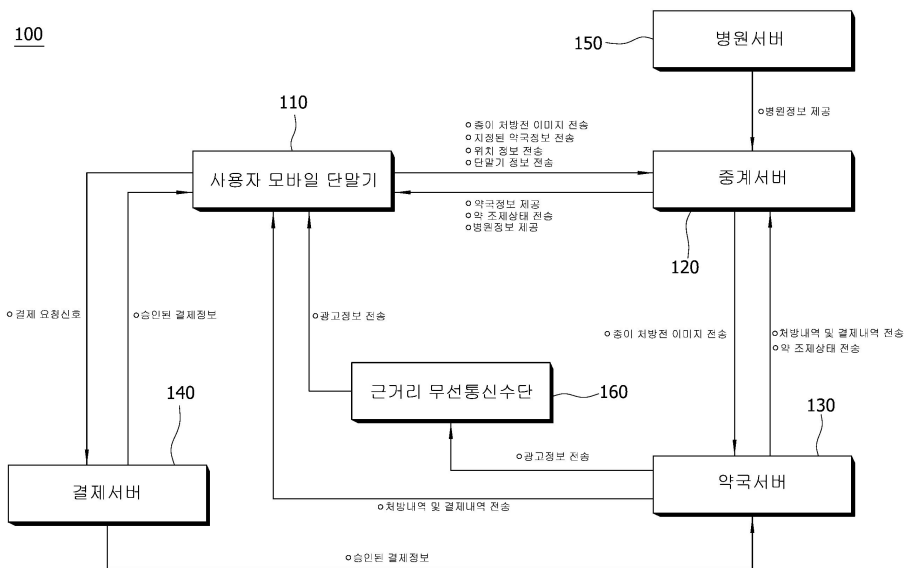 100
150
병원서버
병원정보 제공
110
종이 처방전 이미지 전송
지정된 약국정보 전송
위치 정보 전송
단말기 정보 전송
사용자 모바일 단말기
중계서버
약국정보 제공
약 조제상태 전송
병원정보 제공
120
결제 요청신호
승인된 결제정보
광고정보 전송
종이 처방전 이미지 전송
처방내역 및 결제내역 전송
약 조제상태 전송
140
근거리 무선통신수단
160
130
광고정보 전송
결제서버
약국서버
처방내역 및 결제내역 전송
승인된 결제정보